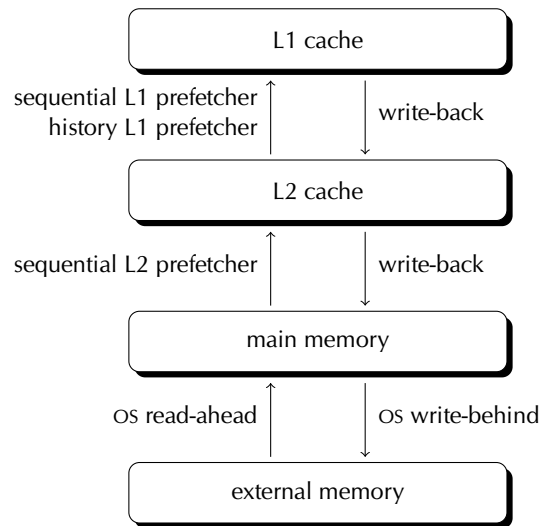 L1 cache
sequential L1 prefetcher
history L1 prefetcher
write-back
L2 cache
sequential L2 prefetcher
write-back
main memory
OS read-ahead
OS write-behind
external memory